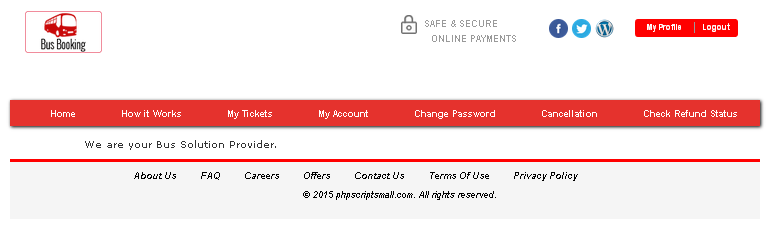 Bus Booking
SAFE & SECURE
ONLINE PAYMENTS
My Profile | Logout
Home How it Works My Tickets My Account Change Password Cancellation Check Refund Status
We are your Bus Solution Provider.
About Us FAQ Careers Offers Contact Us Terms Of Use Privacy Policy
© 2015 phpscriptsmall.com. All rights reserved.